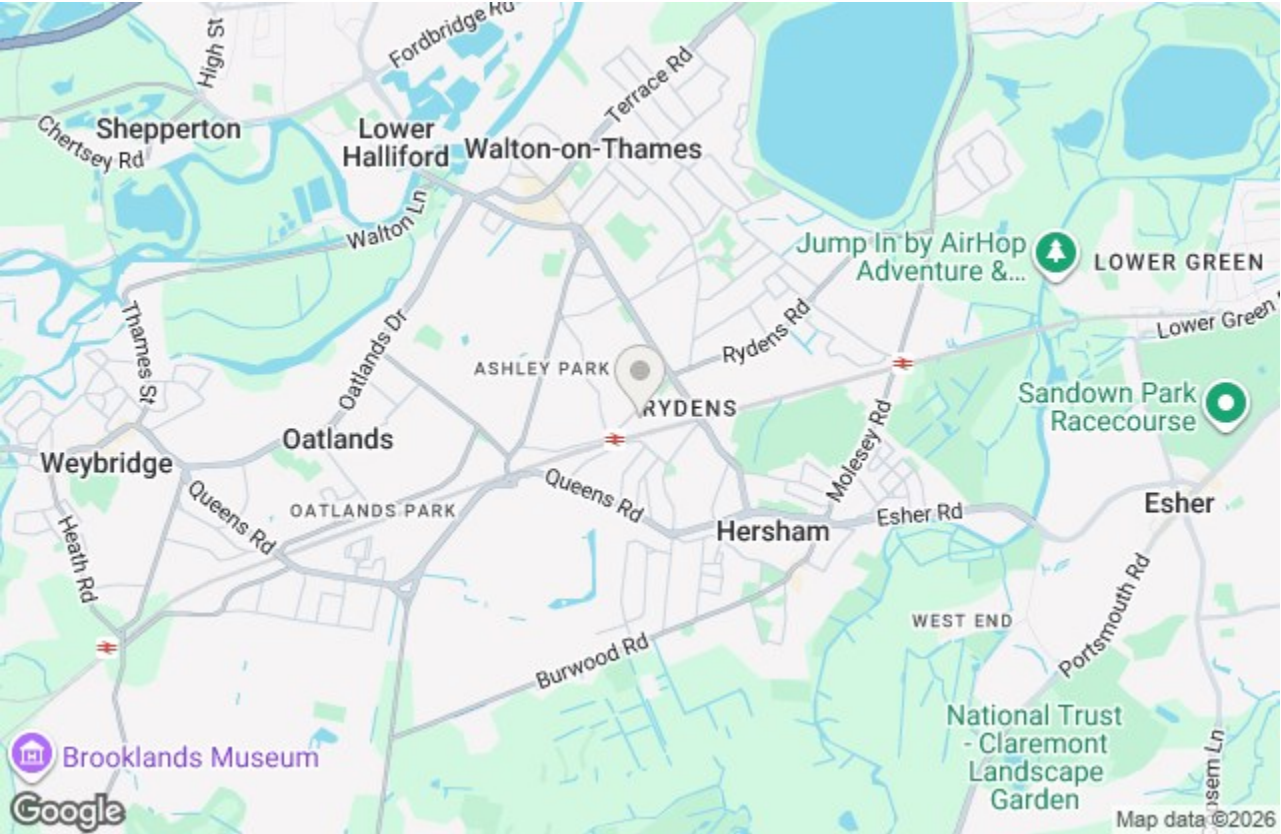 High St
Fordbridge Rd
Terrace Rd
Chertsey Rd
Shepperton
Lower
Halliford
Walton-on-Thames
Walton Ln
Jump In by AirHop
Adventure &...
LOWER GREEN
Thames St
Oatlands Dr
Rydens Rd
Lower Green
ASHLEY PARK
RYDENS
Sandown Park
Racecourse
Oatlands
Weybridge
Molesey Rd
Queens Rd
Queens Rd
OATLANDS PARK
Esher Rd
Esher
Hersham
Heath Rd
WEST END
Portsmouth Rd
Burwood Rd
National Trust
- Claremont
Landscape
Garden
Brooklands Museum
Google
Map data ©2026